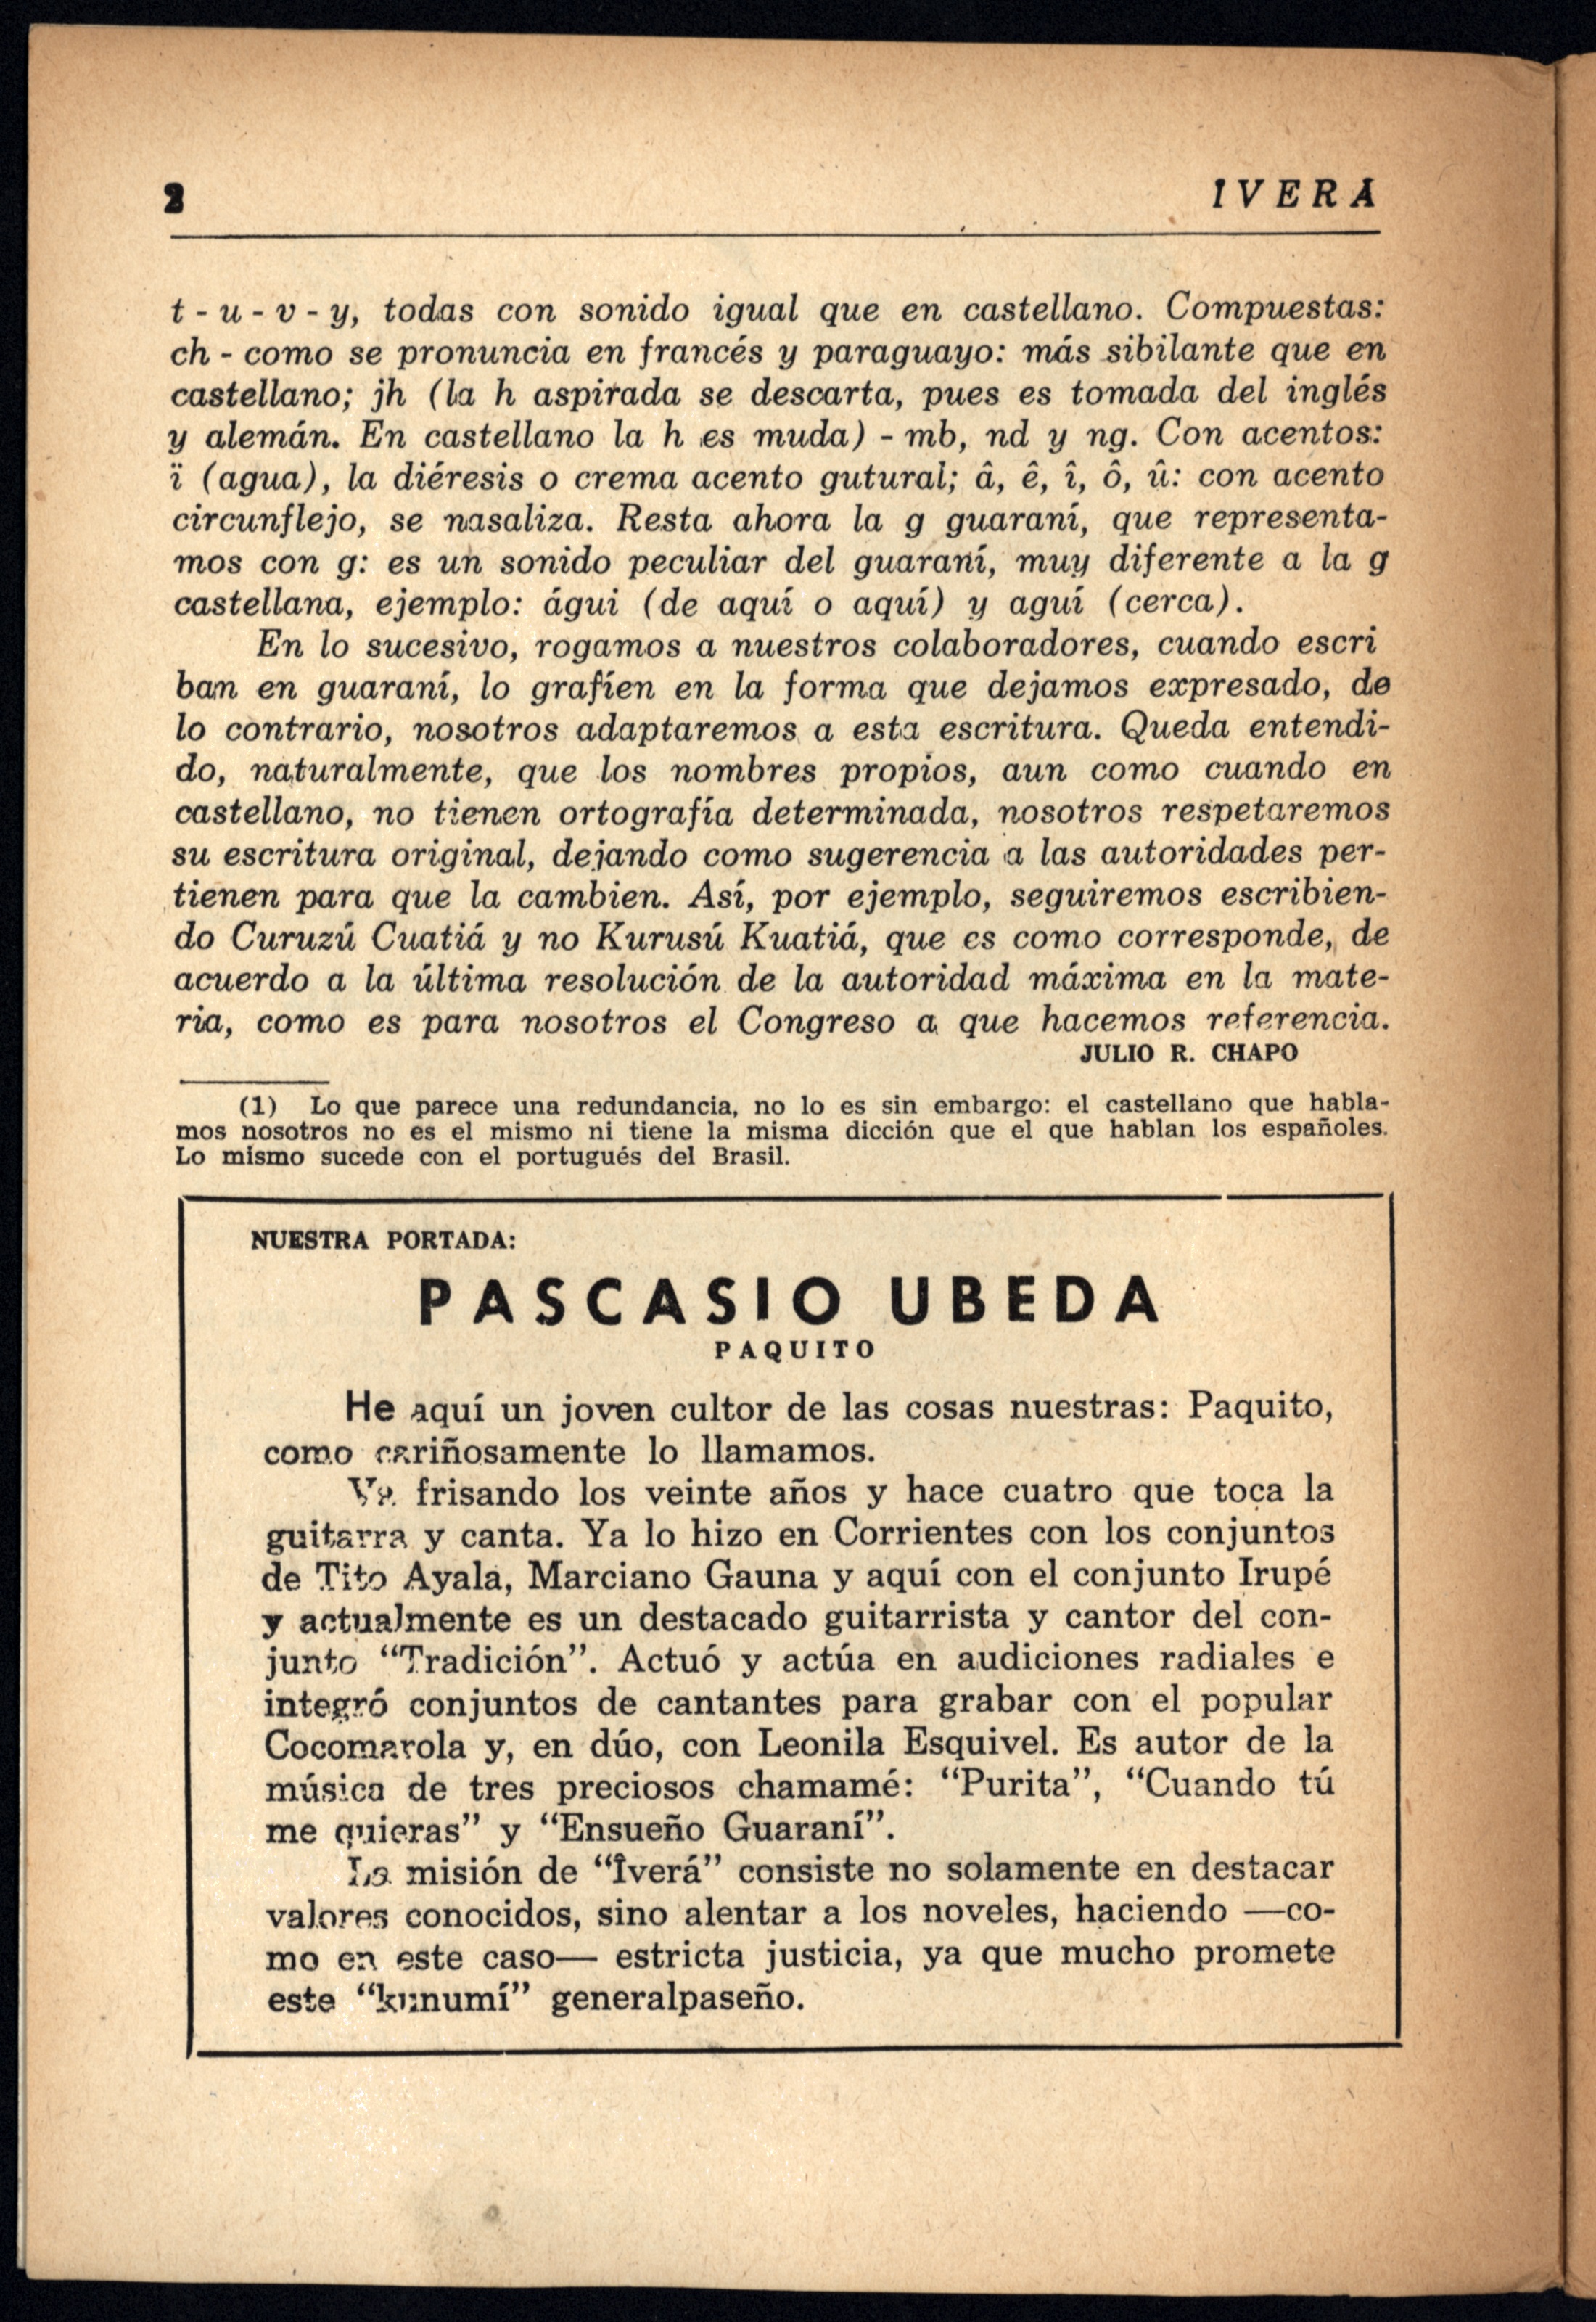 2 IVERA
t - u - v - y, todas con sonido igual que en castellano. Compuestas:
ch - como se pronuncia en francés y paraguayo: más sibilante que en
castellano; jh (la h aspirada se descarta, pues es tomada del inglés
y alemán. En castellano la h es muda) - mb, nd y ng. Con acentos:
ï (agua), la diéresis o crema acento gutural; â, ê, î, ô, û: con acento
circunflejo, se nasaliza. Resta ahora la g guaraní, que representa-
mos con g: es un sonido peculiar del guaraní, muy diferente a la g
castellana, ejemplo: águi (de aquí o aquí) y aguí (cerca).
En lo sucesivo, rogamos a nuestros colaboradores, cuando escri
ban en guaraní, lo grafíen en la forma que dejamos expresado, de
lo contrario, nosotros adaptaremos a esta escritura. Queda entendi-
do, naturalmente, que los nombres propios, aun como cuando en
castellano, no tienen ortografía determinada, nosotros respetaremos
su escritura original, dejando como sugerencia a las autoridades per-
tienen para que la cambien. Así, por ejemplo, seguiremos escribien-
do Curuzú Cuatiá y no Kurusú Kuatiá, que es como corresponde, de
acuerdo a la última resolución de la autoridad máxima en la mate-
ria, como es para nosotros el Congreso a que hacemos referencia.
JULIO R. CHAPO
(1) Lo que parece una redundancia, no lo es sin embargo: el castellano que habla-
mos nosotros no es el mismo ni tiene la misma dicción que el que hablan los españoles.
Lo mismo sucede con el portugués del Brasil.
NUESTRA PORTADA:
PASCASIO UBEDA
PAQUITO
He aquí un joven cultor de las cosas nuestras: Paquito,
como cariñosamente lo llamamos.
Va frisando los veinte años y hace cuatro que toca la
guitarra y canta. Ya lo hizo en Corrientes con los conjuntos
de Tito Ayala, Marciano Gauna y aquí con el conjunto Irupé
y actualmente es un destacado guitarrista y cantor del con-
junto “Tradición”. Actuó y actúa en audiciones radiales e
integró conjuntos de cantantes para grabar con el popular
Cocomarola y, en dúo, con Leonila Esquivel. Es autor de la
música de tres preciosos chamamé: “Purita”, “Cuando tú
me quieras” y “Ensueño Guaraní”.
La misión de “Iverá” consiste no solamente en destacar
valores conocidos, sino alentar a los noveles, haciendo —co-
mo en este caso— estricta justicia, ya que mucho promete
este “kunumí” generalpaseño.